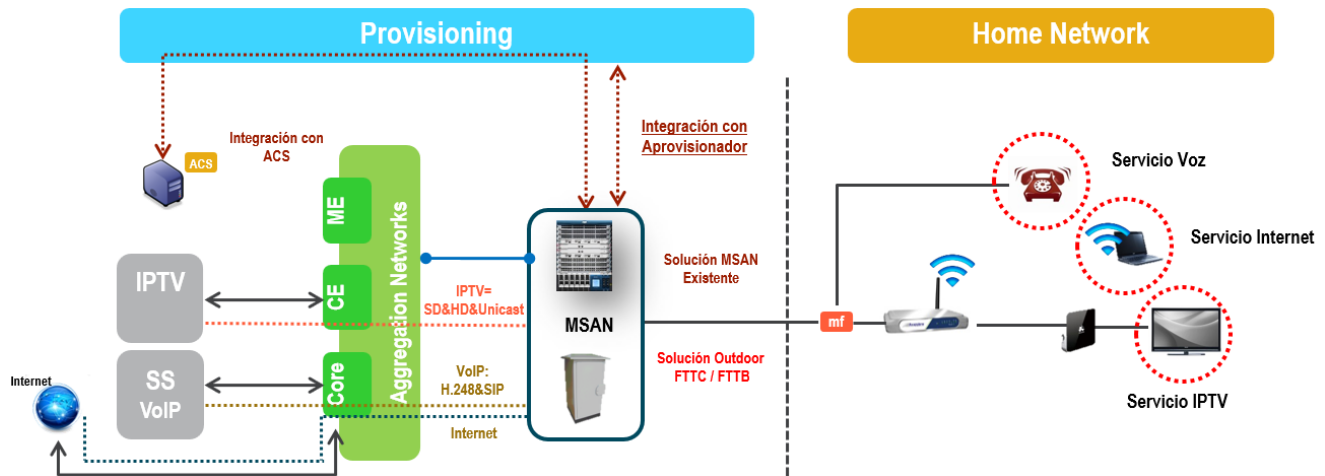 Provisioning
Home Network
Integración con
ACS
ACS
Integración con
Aprovisionador
ME
CE
Core
Aggregation Networks
IPTV
SS
VoIP
Internet
IPTV=
SD&HD&Unicast
VoIP:
H.248&SIP
Internet
MSAN
Solución MSAN
Existente
Solución Outdoor
FTTC / FTTB
mf
Servicio Voz
Servicio Internet
Servicio IPTV